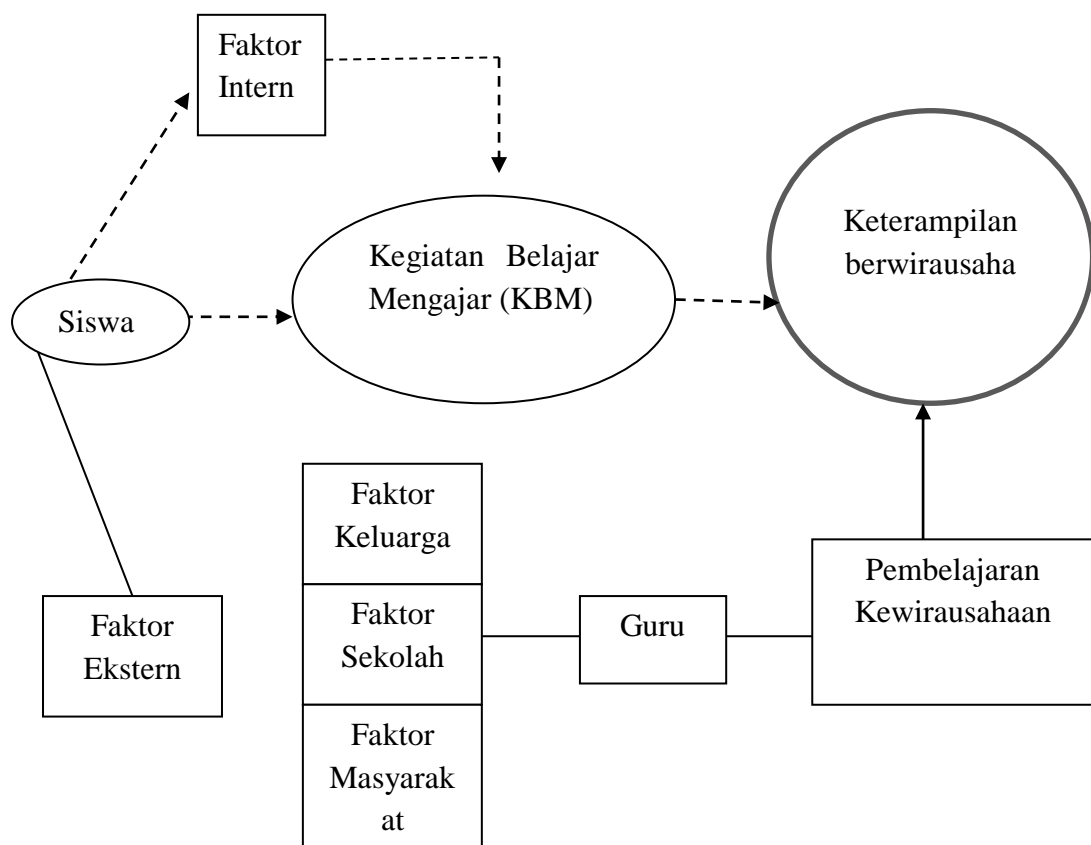 Faktor
Intern
Keterampilan
berwirausaha
Kegiatan Belajar
Mengajar (KBM)
Siswa
Faktor
Keluarga
Pembelajaran
Kewirausahaan
Faktor
Ekstern
Faktor
Sekolah
Guru
Faktor
Masyarak
at